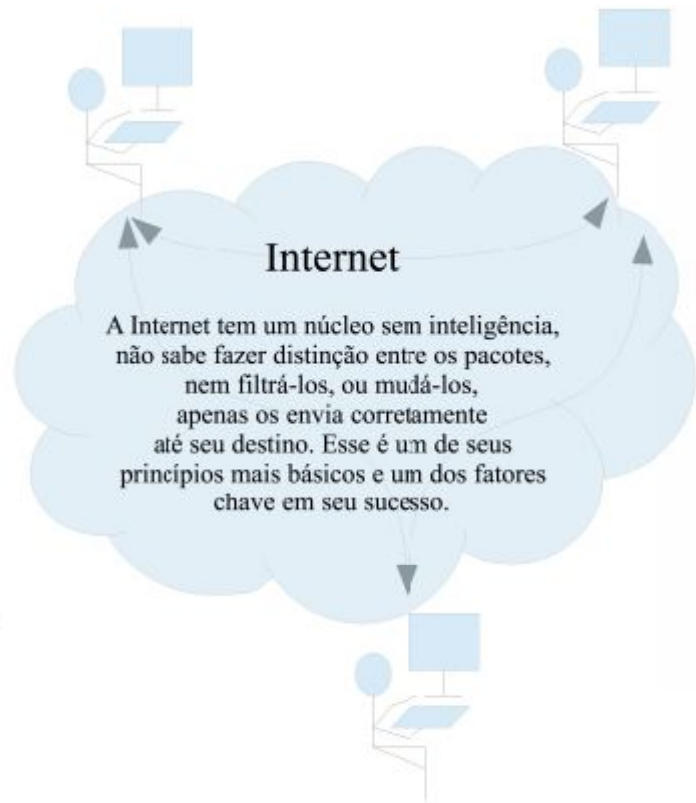 Internet
A Internet tem um núcleo sem inteligência,
não sabe fazer distinção entre os pacotes,
nem filtrá-los, ou mudá-los,
apenas os envia corretamente
até seu destino. Esse é um de seus
princípios mais básicos e um dos fatores
chave em seu sucesso.